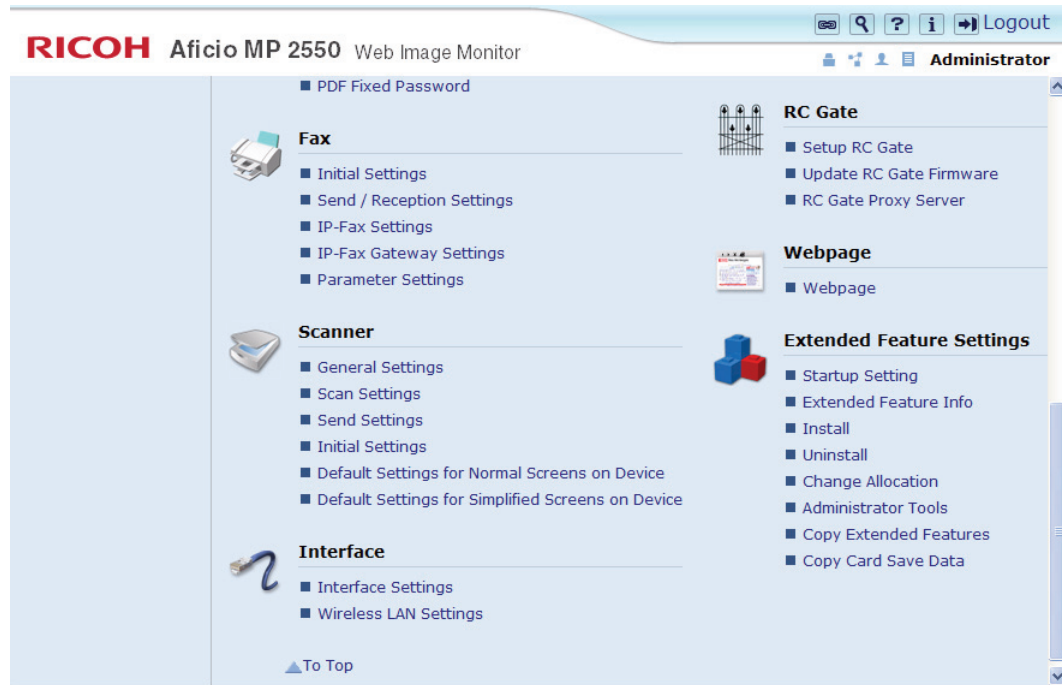 Logout
RICOH Aficio MP 2550 Web Image Monitor
Administrator
PDF Fixed Password
Fax
Initial Settings
Send / Reception Settings
IP-Fax Settings
IP-Fax Gateway Settings
Parameter Settings
Scanner
General Settings
Scan Settings
Send Settings
Initial Settings
Default Settings for Normal Screens on Device
Default Settings for Simplified Screens on Device
Interface
Interface Settings
Wireless LAN Settings
To Top
RC Gate
Setup RC Gate
Update RC Gate Firmware
RC Gate Proxy Server
Webpage
Webpage
Extended Feature Settings
Startup Setting
Extended Feature Info
Install
Uninstall
Change Allocation
Administrator Tools
Copy Extended Features
Copy Card Save Data